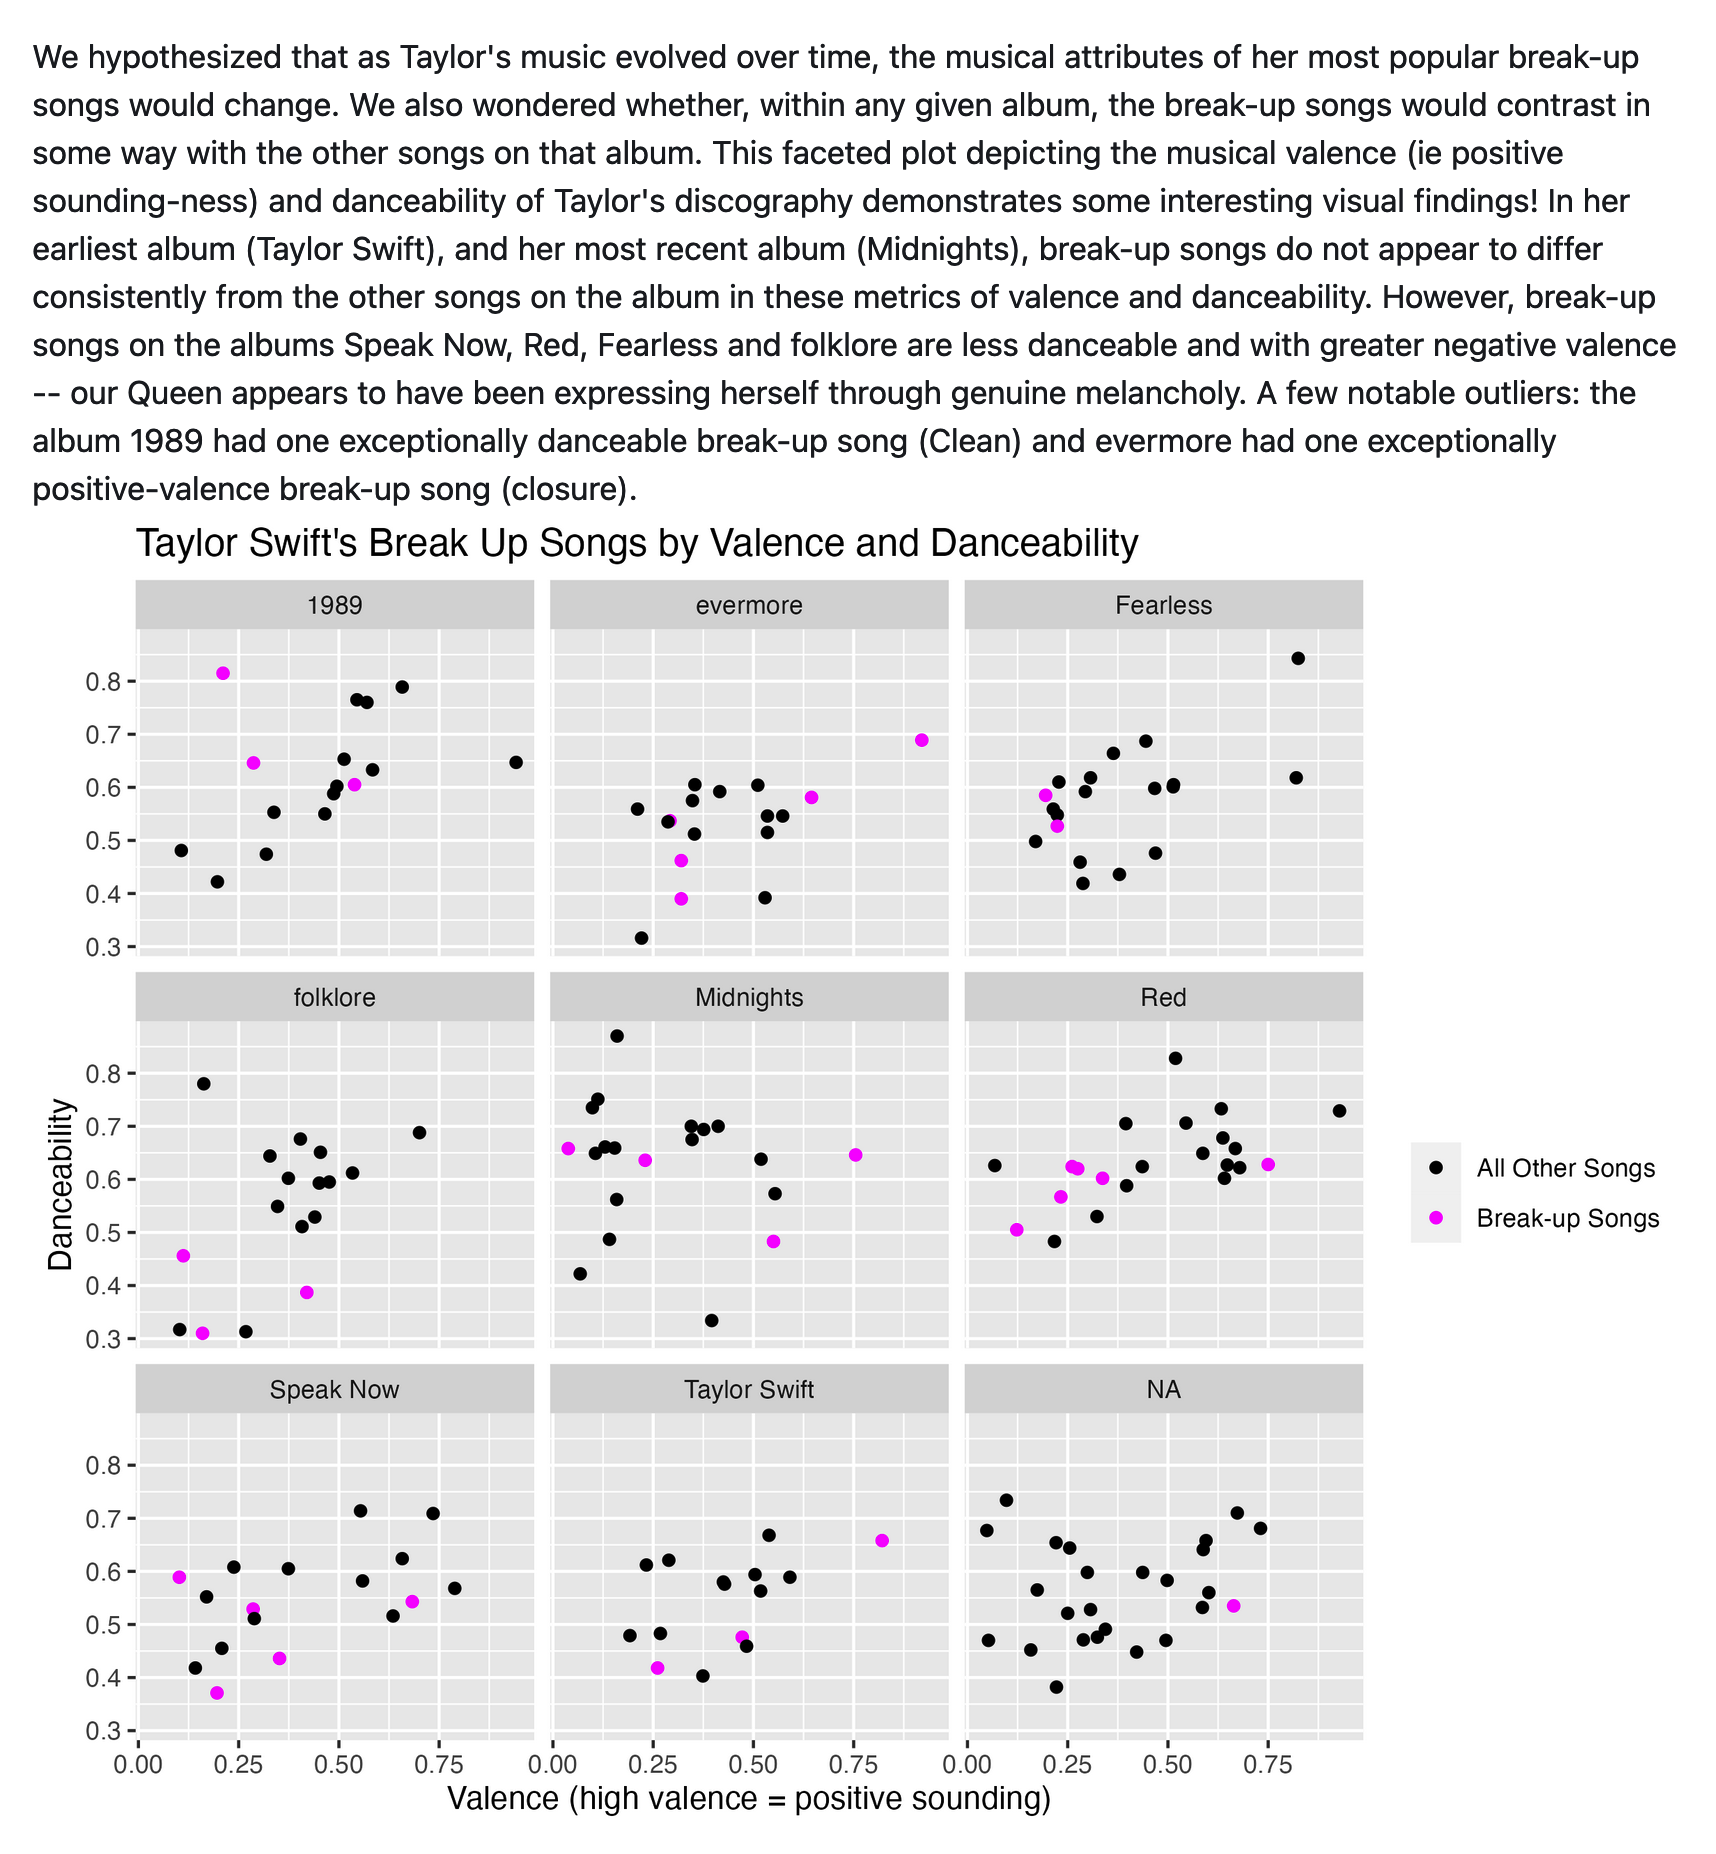 We hypothesized that as Taylor's music evolved over time, the musical attributes of her most popular break-up
songs would change. We also wondered whether, within any given album, the break-up songs would contrast in
some way with the other songs on that album. This faceted plot depicting the musical valence (ie positive
sounding-ness) and danceability of Taylor's discography demonstrates some interesting visual findings! In her
earliest album (Taylor Swift), and her most recent album (Midnights), break-up songs do not appear to differ
consistently from the other songs on the album in these metrics of valence and danceability. However, break-up
songs on the albums Speak Now, Red, Fearless and folklore are less danceable and with greater negative valence
-- our Queen appears to have been expressing herself through genuine melancholy. A few notable outliers: the
album 1989 had one exceptionally danceable break-up song (Clean) and evermore had one exceptionally
positive-valence break-up song (closure).
Taylor Swift's Break Up Songs by Valence and Danceability
1989 evermore Fearless
0.8
0.7
0.6
0.5
0.4
0.3
folklore Midnights Red
0.8
0.7
0.6
0.5
0.4
0.3
Danceability
All Other Songs
Break-up Songs
Speak Now Taylor Swift NA
0.8
0.7
0.6
0.5
0.4
0.3
0.00 0.25 0.50 0.75 0.00 0.25 0.50 0.75 0.00 0.25 0.50 0.75
Valence (high valence = positive sounding)